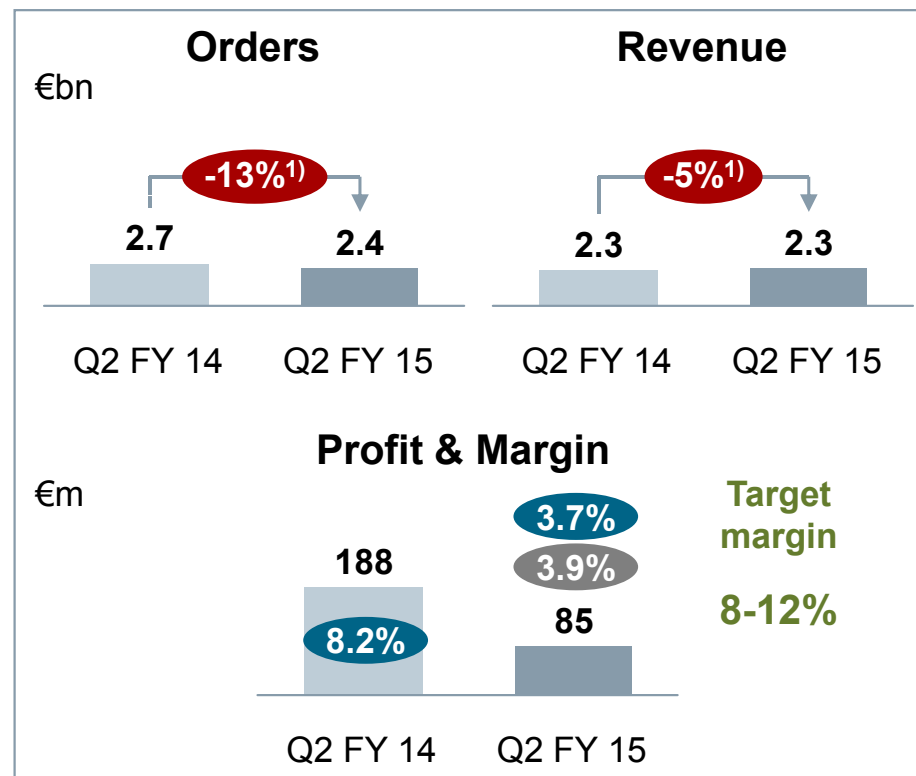 Orders
Revenue
€bn
-13%1)
-5%1)
2.7
2.4
2.3
2.3
Q2 FY 14
Q2 FY 15
Q2 FY 14
Q2 FY 15
Profit & Margin
€m
3.7%
Target
margin
3.9%
188
8-12%
85
8.2%
Q2 FY 14
Q2 FY 15